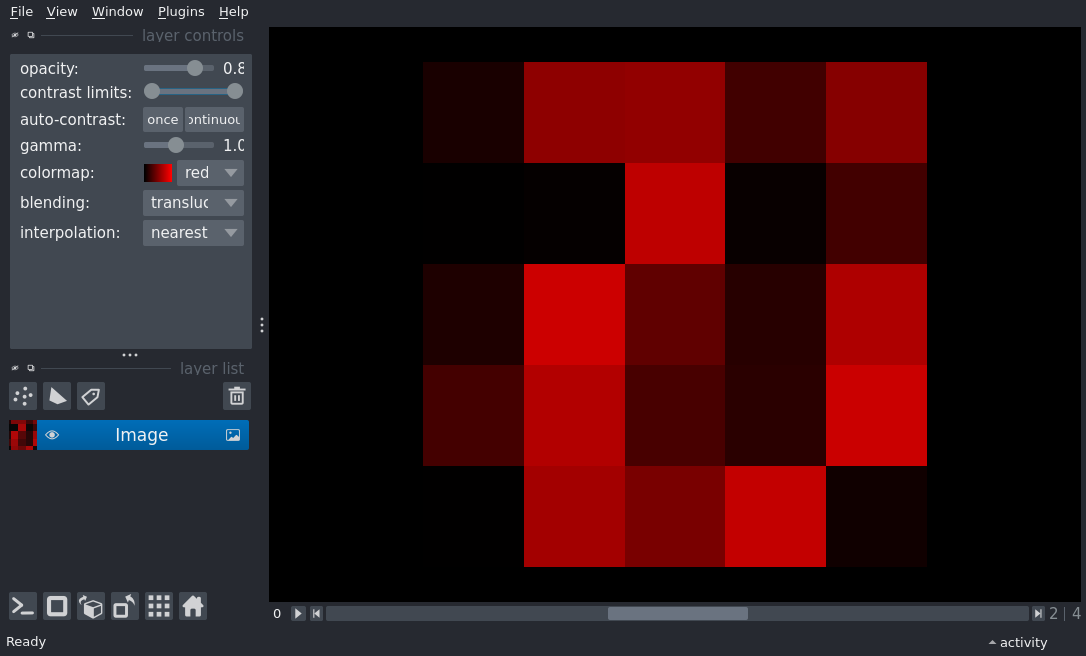 File View Window Plugins Help
layer controls
opacity: 0.8
contrast limits:
auto-contrast: once ontinuou
gamma: 1.0
colormap: red
blending: transluc
interpolation: nearest
layer list
Image
0 2 | 4
Ready activity